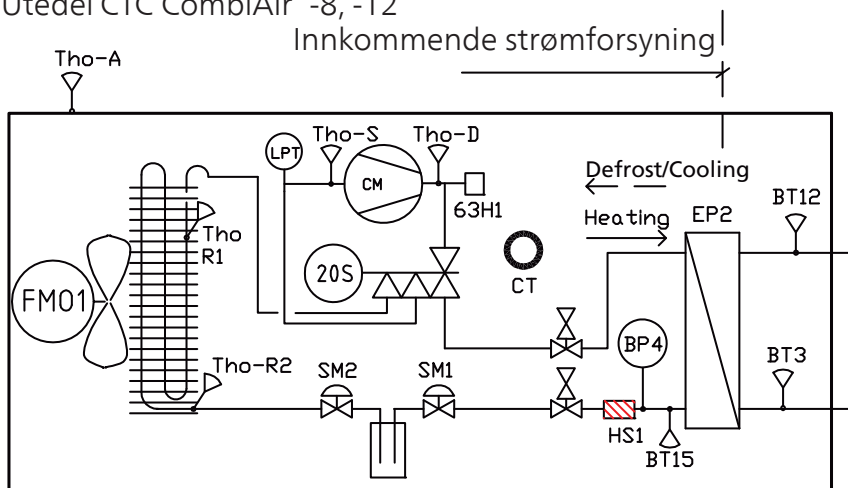 Utedel CTC CombiAir -8, -12
Innkommende strømforsyning
Tho-A
LPT
Tho-S
Tho-D
CM
63H1
Defrost/Cooling
Heating
EP2
BT12
Tho
R1
20S
CT
FM01
BP4
BT3
Tho-R2
SM2
SM1
HS1
BT15